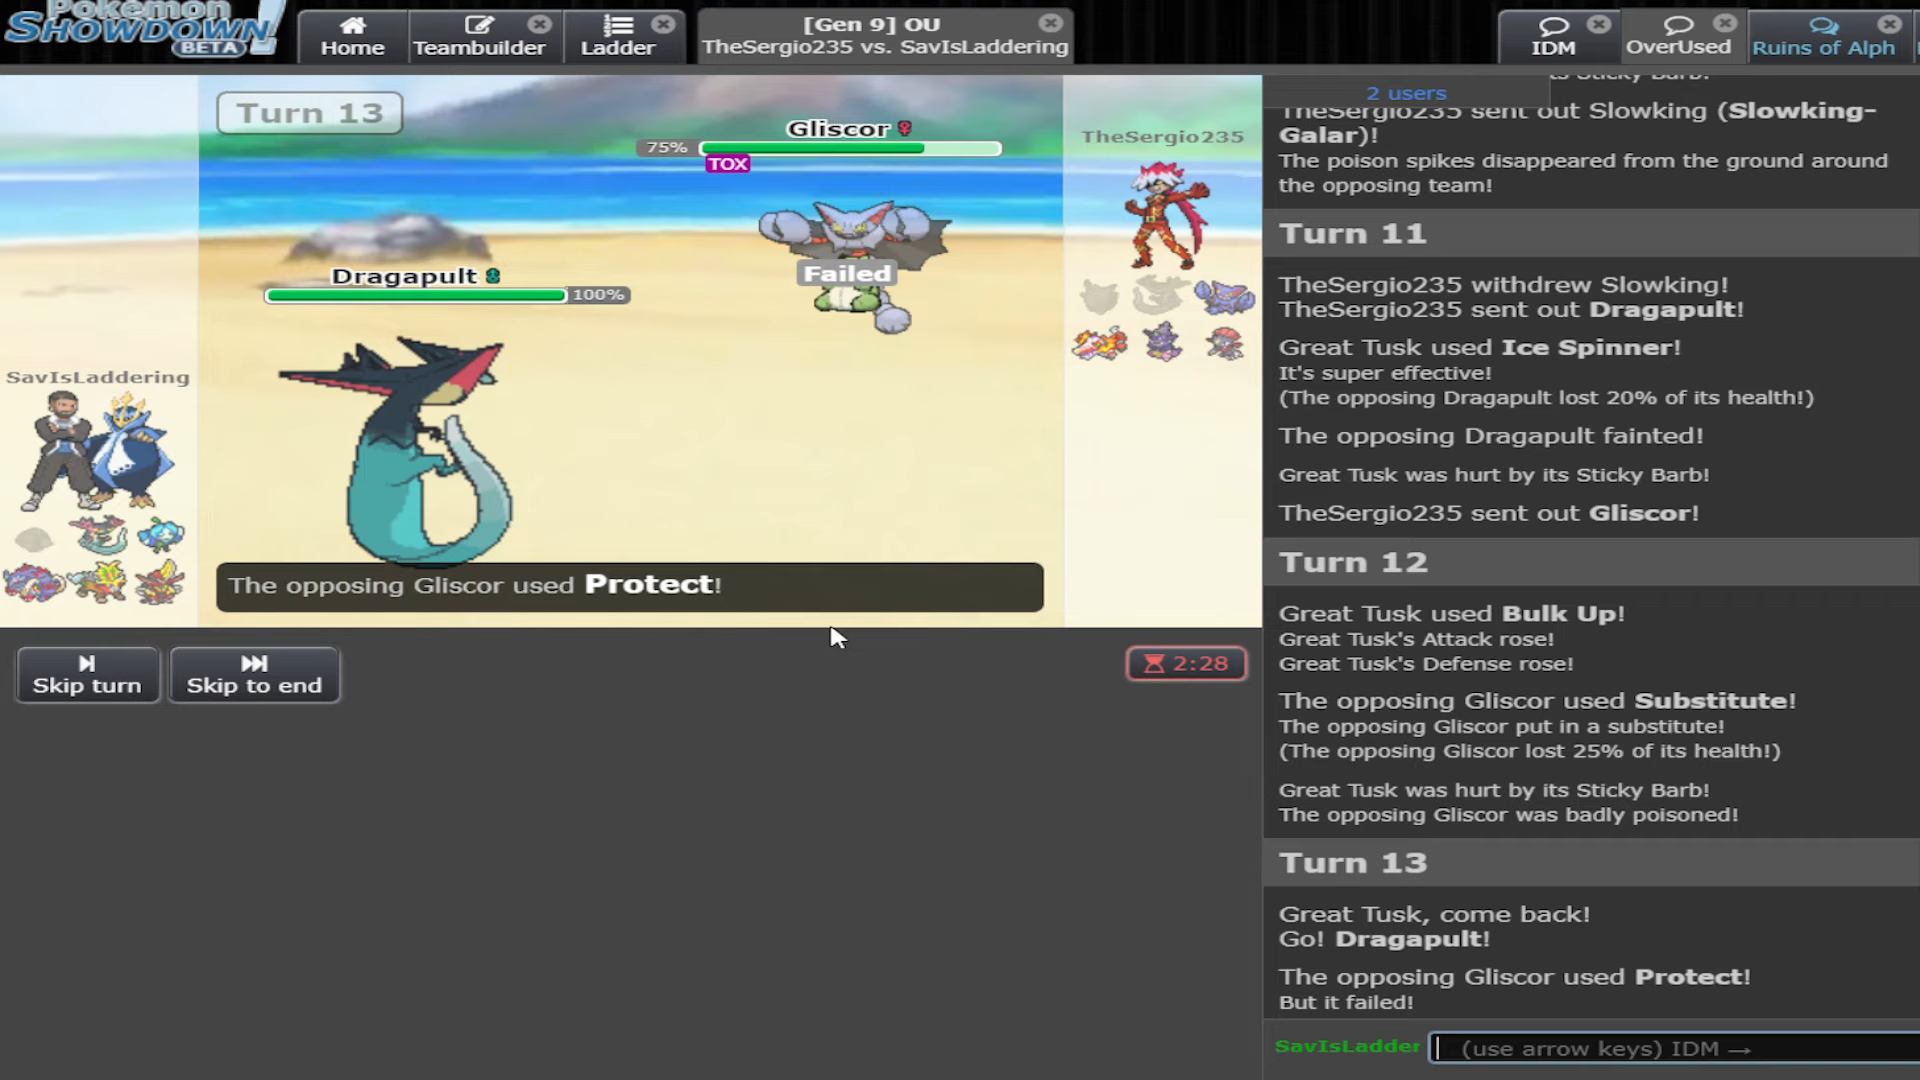 Pokémon
SHOWDOWN!
BETA
Home
Teambuilder
Ladder
[Gen 9] OU
TheSergio235 vs. SavIsLaddering
IDM
OverUsed
Ruins of Alph
Turn 13
Gliscor
75%
TOX
Failed
Dragapult
100%
TheSergio235
SavIsLaddering
The opposing Gliscor used Protect!
Skip turn
Skip to end
2:28
2 users
TheSergio235 sent out Slowking (Slowking-
Galar)!
The poison spikes disappeared from the ground around
the opposing team!
Turn 11
TheSergio235 withdrew Slowking!
TheSergio235 sent out Dragapult!
Great Tusk used Ice Spinner!
It's super effective!
(The opposing Dragapult lost 20% of its health!)
The opposing Dragapult fainted!
Great Tusk was hurt by its Sticky Barb!
TheSergio235 sent out Gliscor!
Turn 12
Great Tusk used Bulk Up!
Great Tusk's Attack rose!
Great Tusk's Defense rose!
The opposing Gliscor used Substitute!
The opposing Gliscor put in a substitute!
(The opposing Gliscor lost 25% of its health!)
Great Tusk was hurt by its Sticky Barb!
The opposing Gliscor was badly poisoned!
Turn 13
Great Tusk, come back!
Go! Dragapult!
The opposing Gliscor used Protect!
But it failed!
SavIsLadder
(use arrow keys) IDM →